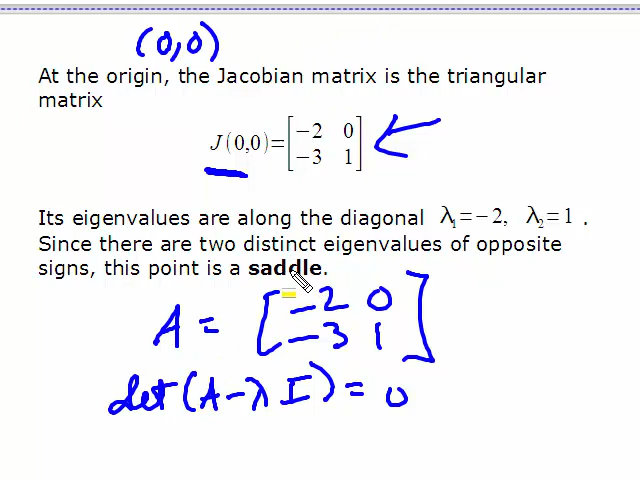 (0,0)
At the origin, the Jacobian matrix is the triangular
matrix
J(0,0)=[−2 0
−3 1]
Its eigenvalues are along the diagonal λ₁=−2, λ₂=1 .
Since there are two distinct eigenvalues of opposite
signs, this point is a saddle.
A = [−2 0
−3 1]
det(A−λI)=0